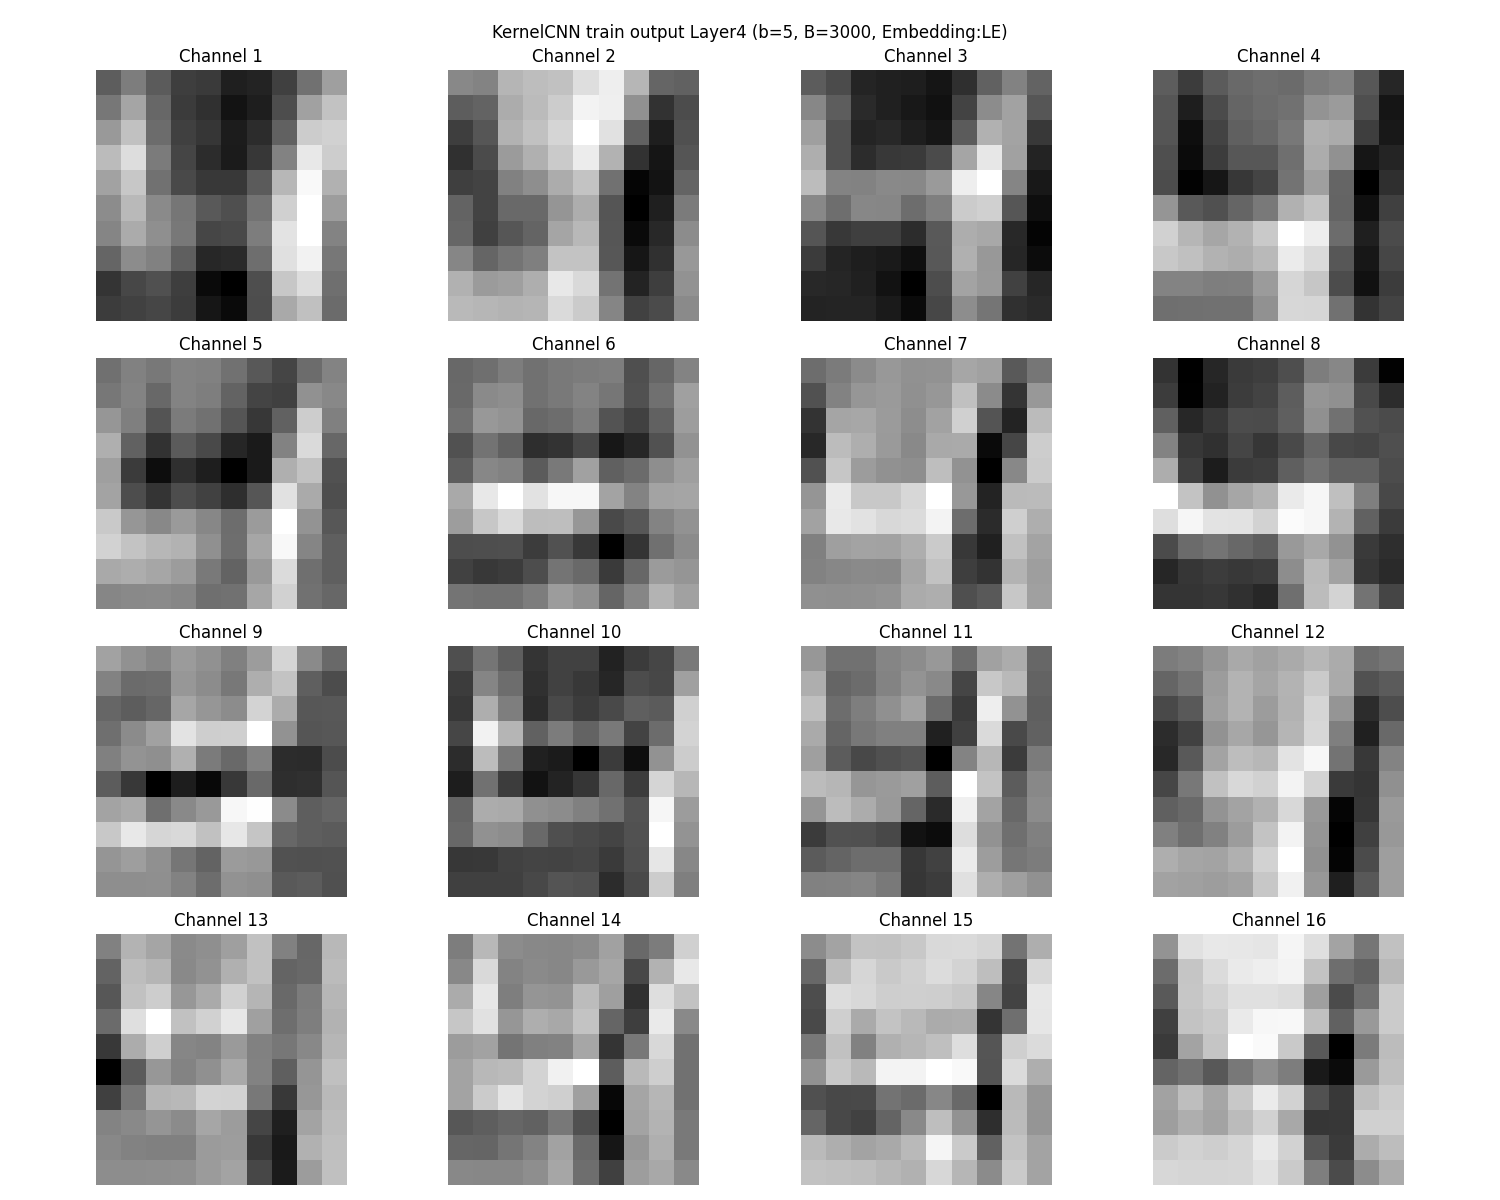 KernelCNN train output Layer4 (b=5, B=3000, Embedding:LE)
Channel 1
Channel 2
Channel 3
Channel 4
Channel 5
Channel 6
Channel 7
Channel 8
Channel 9
Channel 10
Channel 11
Channel 12
Channel 13
Channel 14
Channel 15
Channel 16